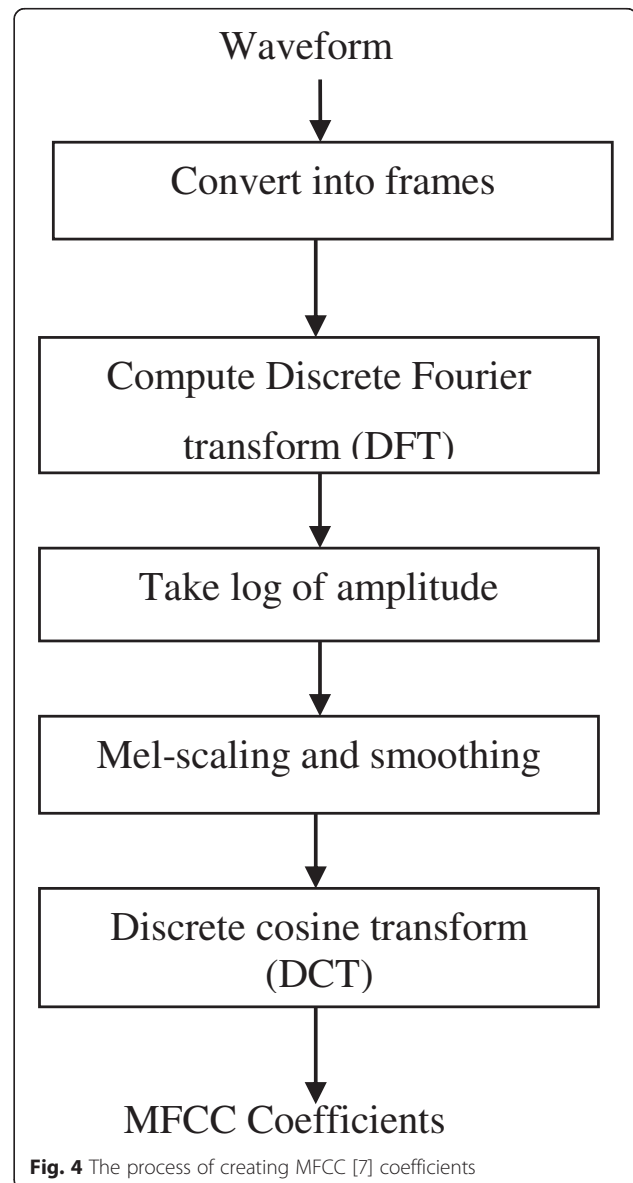 Waveform
Convert into frames
Compute Discrete Fourier
transform (DFT)
Take log of amplitude
Mel-scaling and smoothing
Discrete cosine transform
(DCT)
MFCC Coefficients
Fig. 4 The process of creating MFCC [7] coefficients